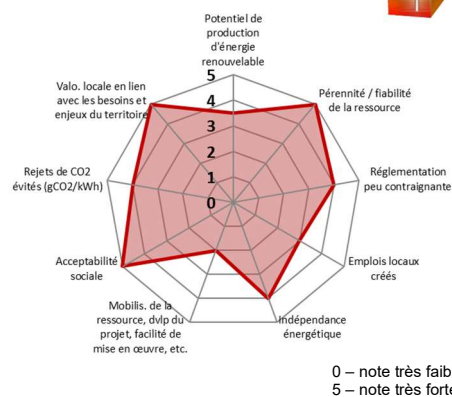 Potentiel de
production
d'énergie
renouvelable
5
4
3
2
1
0
Pérennité / fiabilité
de la ressource
Réglementation
peu contraignante
Emplois locaux
créés
Indépendance
énergétique
Mobilis. de la
ressource, dvlp du
projet, facilité de
mise en œuvre, etc.
Acceptabilité
sociale
Rejets de CO2
évités (gCO2/kWh)
Valo. locale en lien
avec les besoins et
enjeux du territoire
0 – note très faib
5 – note très forte